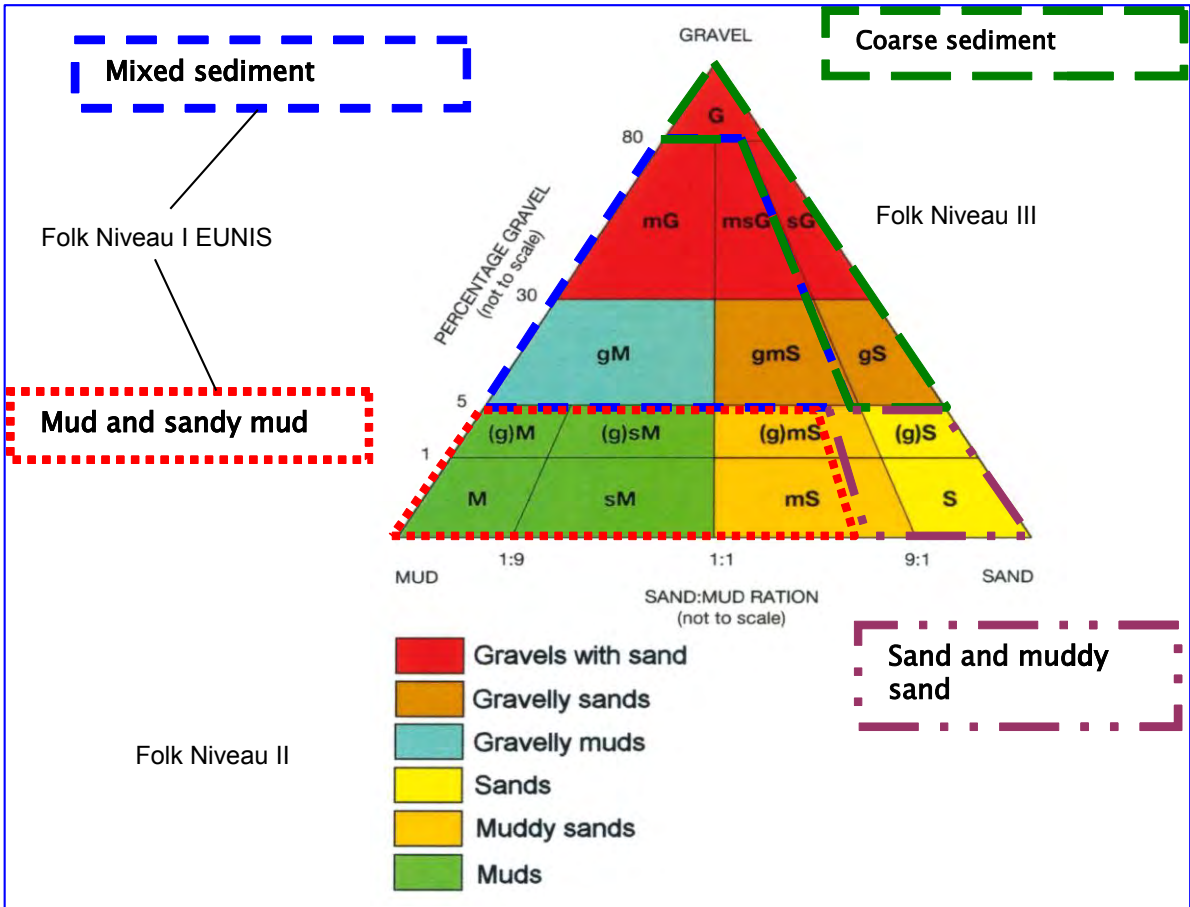 GRAVEL
Coarse sediment
Mixed sediment
G
80
PERCENTAGE GRAVEL
(not to scale)
mG
msG
sG
Folk Niveau III
Folk Niveau I EUNIS
30
gM
gmS
gS
5
Mud and sandy mud
(g)M
(g)sM
(g)mS
(g)S
1
M
sM
mS
S
1:9
1:1
9:1
MUD
SAND
SAND:MUD RATION
(not to scale)
Gravels with sand
Gravelly sands
Gravelly muds
Sands
Muddy sands
Muds
Sand and muddy
sand
Folk Niveau II